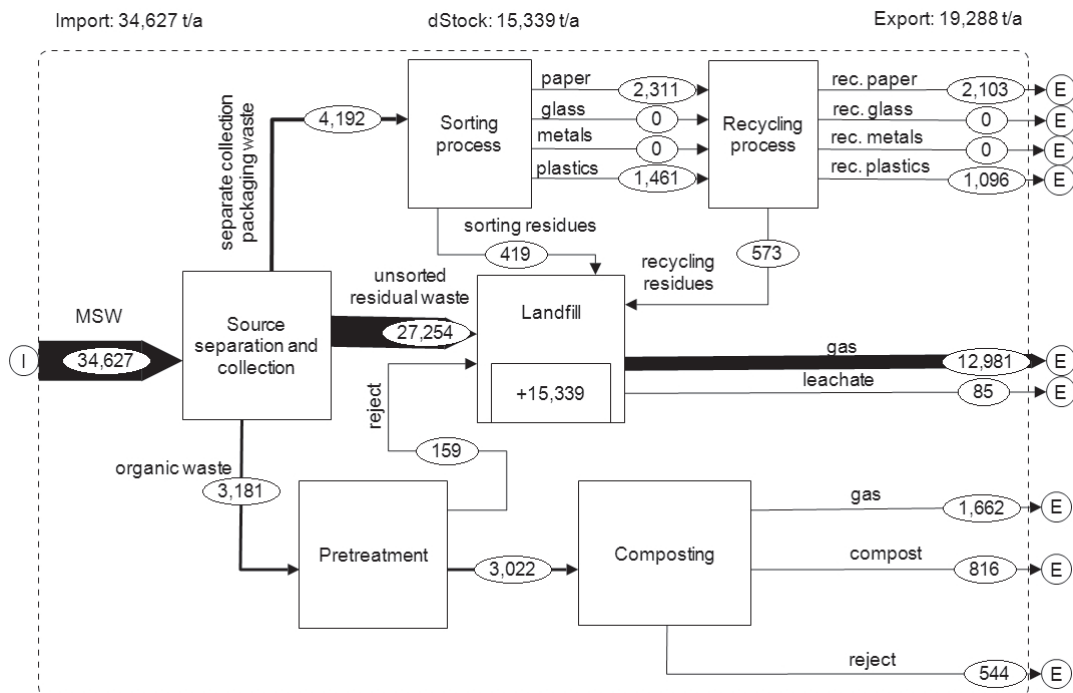 Import: 34,627 t/a
dStock: 15,339 t/a
Export: 19,288 t/a
separate collection
packaging waste
4,192
Sorting
process
paper
2,311
glass
0
metals
0
plastics
1,461
Recycling
process
rec. paper
2,103
E
rec. glass
0
E
rec. metals
0
E
rec. plastics
1,096
E
sorting residues
419
recycling
residues
573
MSW
I
34,627
Source
separation and
collection
unsorted
residual waste
27,254
Landfill
+15,339
gas
12,981
E
leachate
85
E
reject
159
organic waste
3,181
Pretreatment
3,022
Composting
gas
1,662
E
compost
816
E
reject
544
E